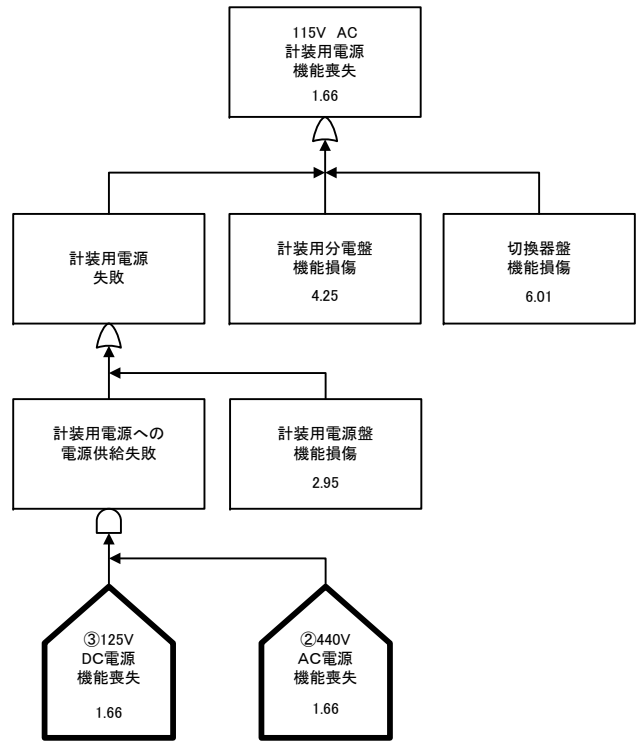 115V AC
計装用電源
機能喪失
1.66
計装用電源
失敗
計装用分電盤
機能損傷
4.25
切換器盤
機能損傷
6.01
計装用電源への
電源供給失敗
計装用電源盤
機能損傷
2.95
③125V
DC電源
機能喪失
1.66
②440V
AC電源
機能喪失
1.66